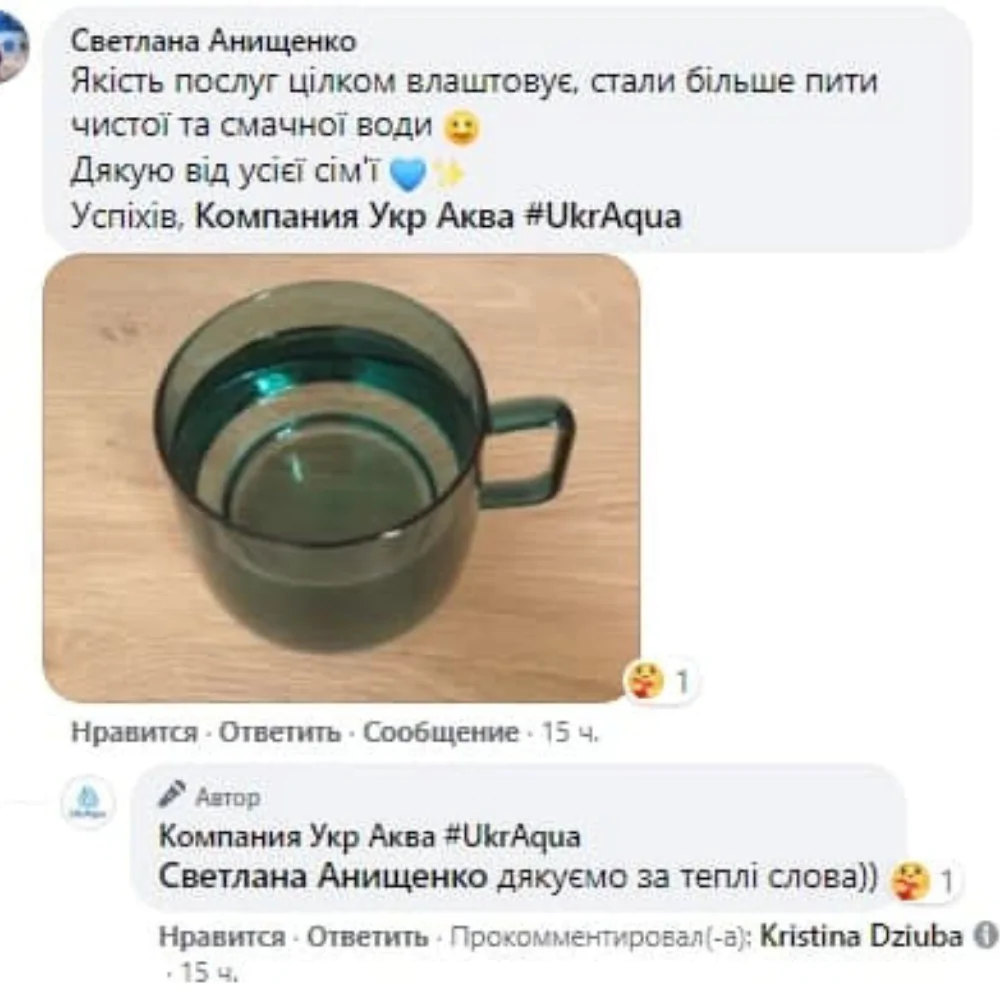 Светлана Анищенко
Якість послуг цілком влаштовує, стали більше пити
чистої та смачної води 🙂
Дякую від усієї сім'ї 💙✨
Успіхів, Компания Укр Аква #UkrAqua
1
Нравится · Ответить · Сообщение · 15 ч.
Автор
Компания Укр Аква #UkrAqua
Светлана Анищенко дякуємо за теплі слова))
1
Нравится · Ответить · Прокомментировал(-а): Kristina Dziuba
· 15 ч.